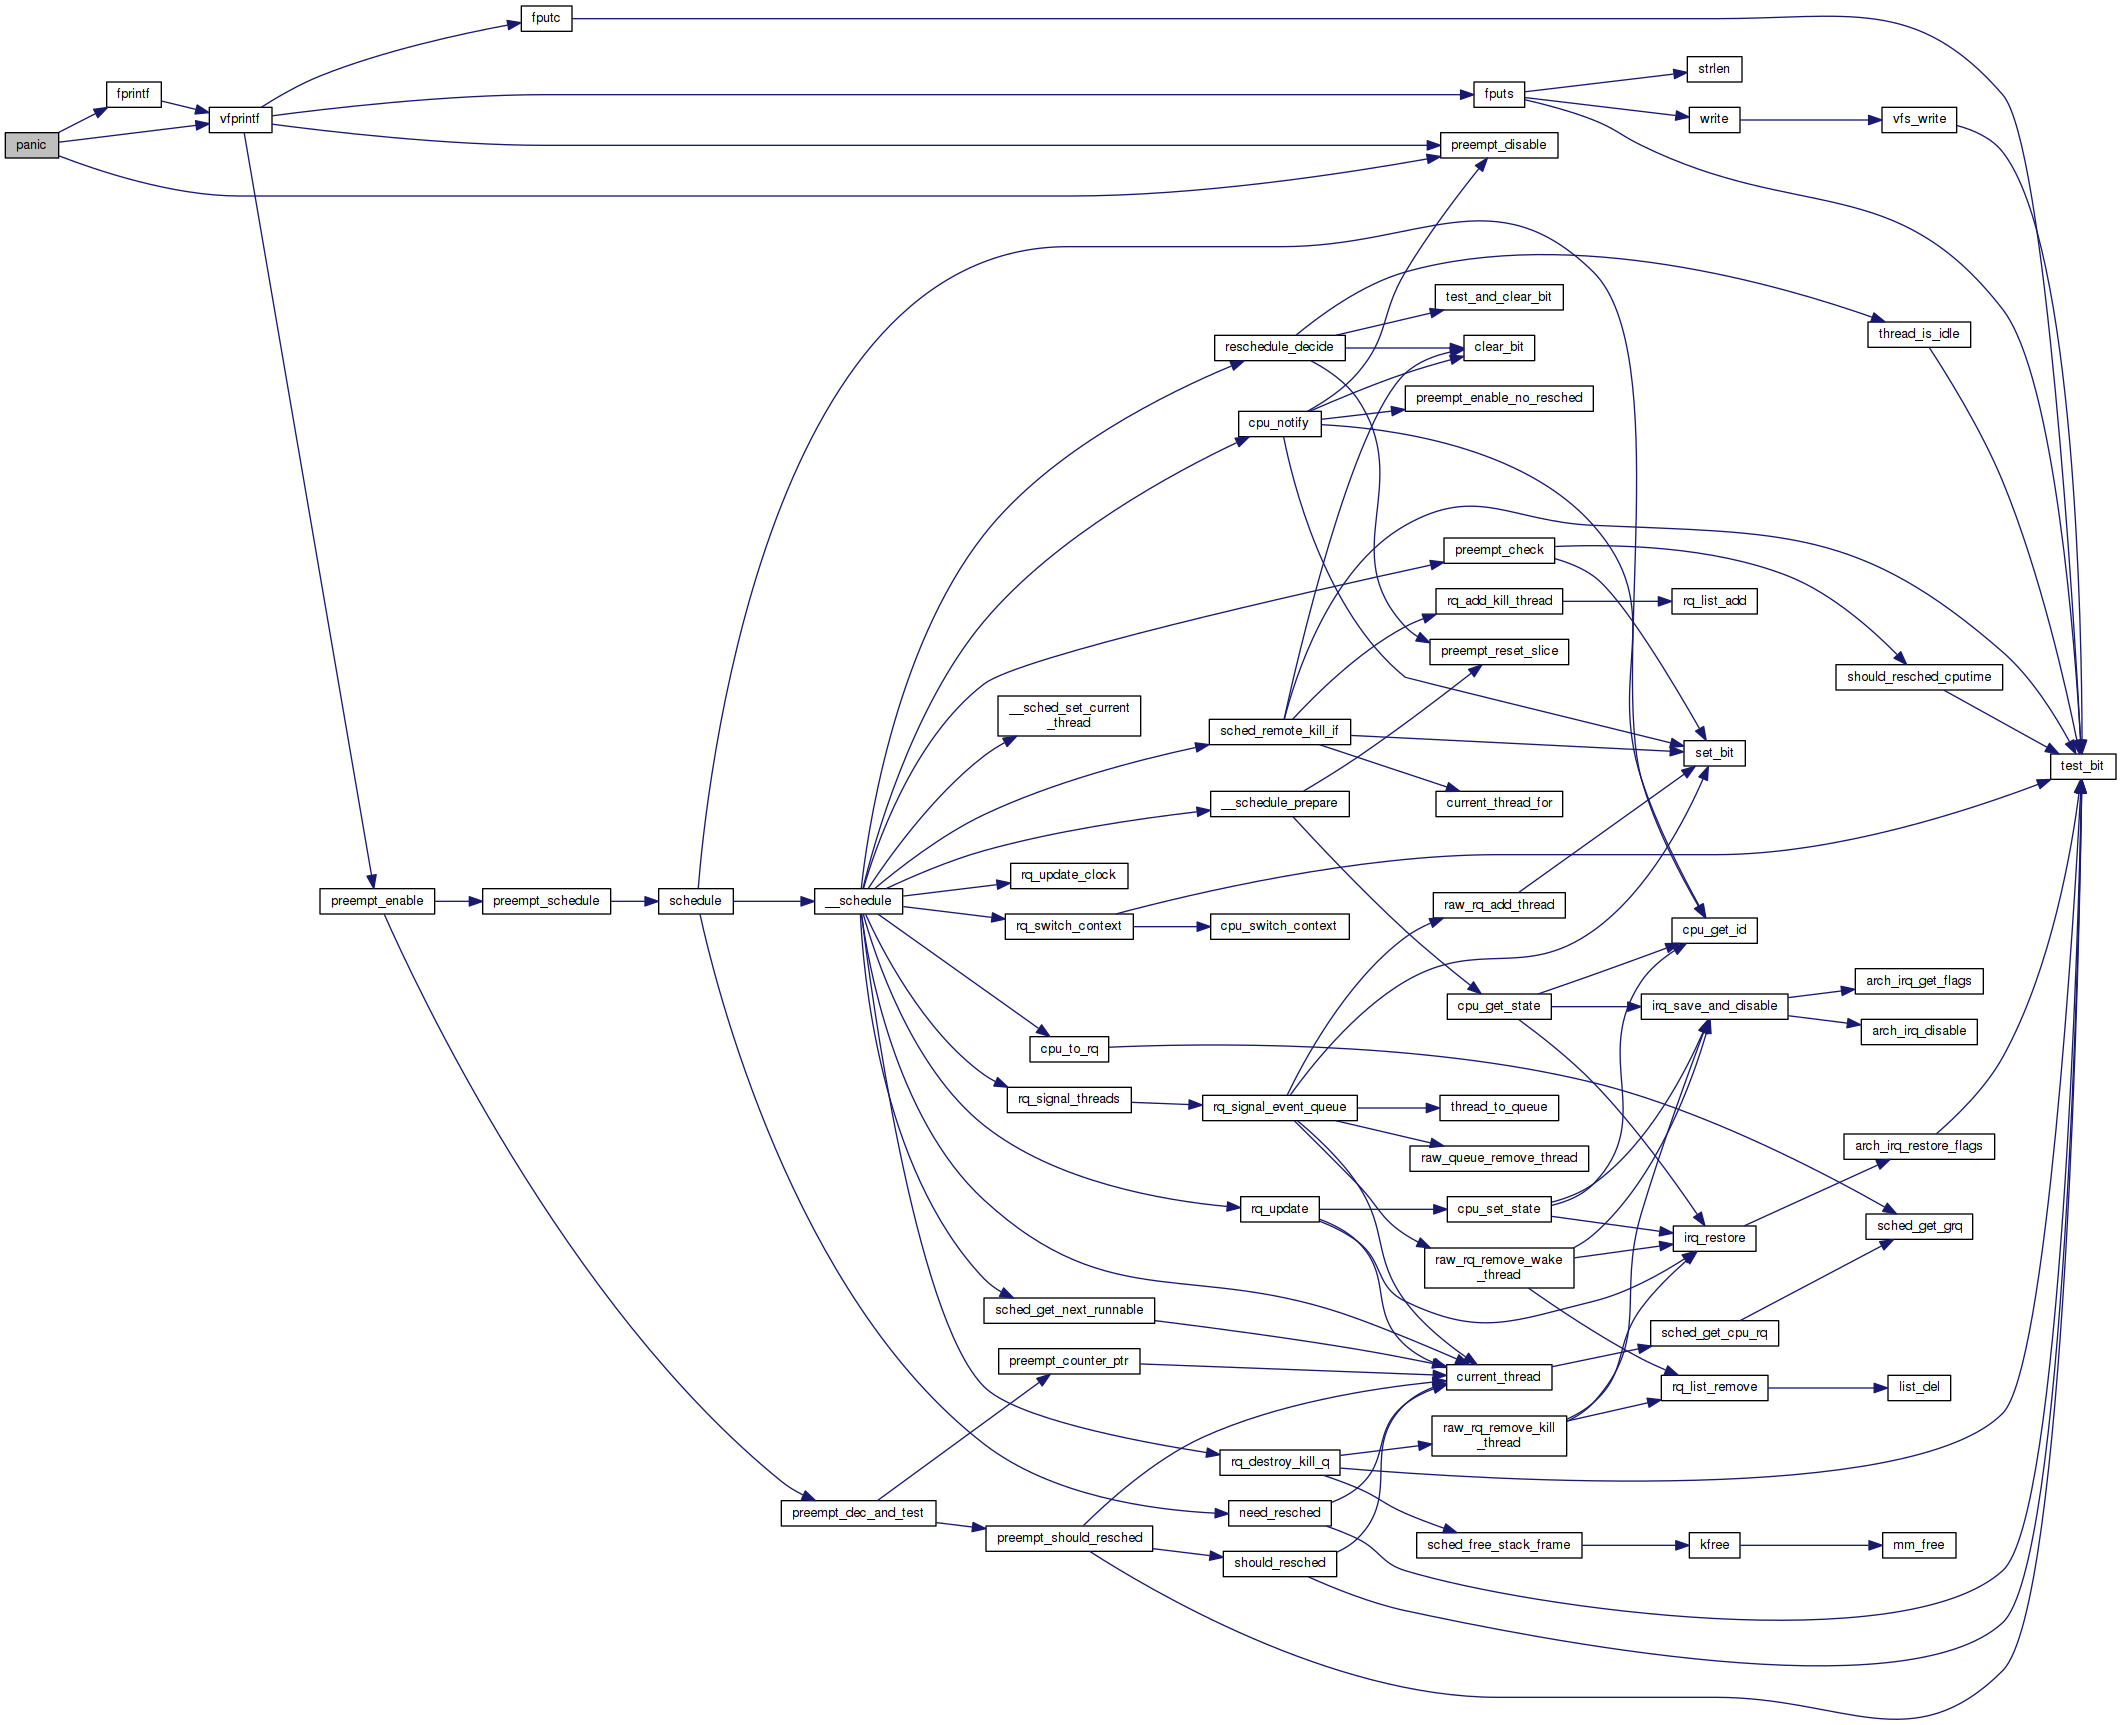 fputc
strlen
fprintf
fputs
vfprintf
write
vfs_write
panic
preempt_disable
test_and_clear_bit
thread_is_idle
reschedule_decide
clear_bit
preempt_enable_no_resched
cpu_notify
preempt_check
rq_add_kill_thread
rq_list_add
preempt_reset_slice
should_resched_cputime
__sched_set_current
_thread
sched_remote_kill_if
set_bit
test_bit
__schedule_prepare
current_thread_for
rq_update_clock
preempt_enable
preempt_schedule
schedule
__schedule
raw_rq_add_thread
rq_switch_context
cpu_switch_context
cpu_get_id
arch_irq_get_flags
cpu_get_state
irq_save_and_disable
arch_irq_disable
cpu_to_rq
rq_signal_threads
rq_signal_event_queue
thread_to_queue
arch_irq_restore_flags
raw_queue_remove_thread
rq_update
cpu_set_state
sched_get_grq
irq_restore
raw_rq_remove_wake
_thread
sched_get_next_runnable
sched_get_cpu_rq
preempt_counter_ptr
current_thread
rq_list_remove
list_del
raw_rq_remove_kill
_thread
rq_destroy_kill_q
preempt_dec_and_test
need_resched
preempt_should_resched
sched_free_stack_frame
kfree
mm_free
should_resched